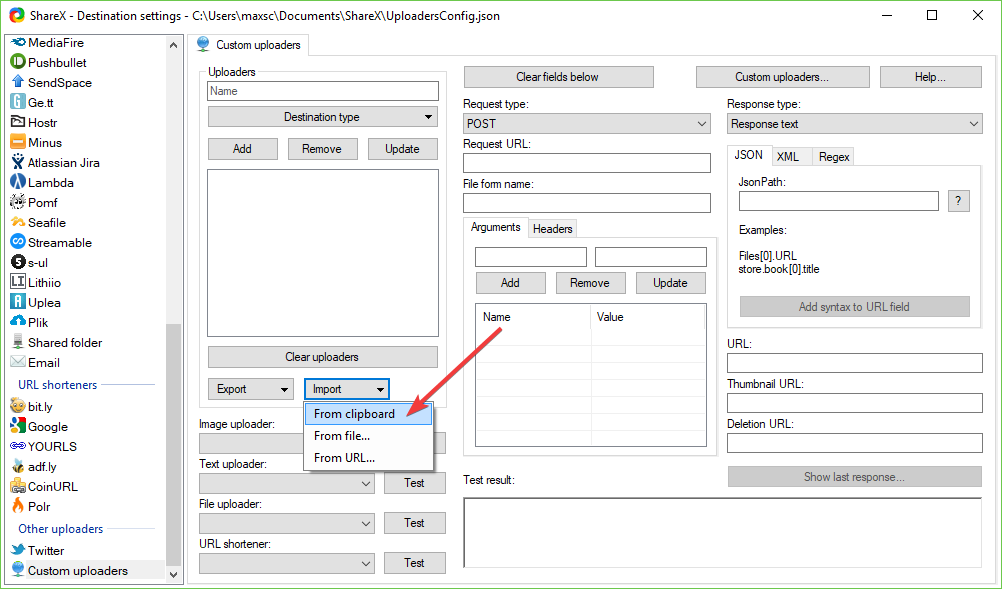 ShareX - Destination settings - C:\Users\maxsc\Documents\ShareX\UploadersConfig.json
MediaFire
Pushbullet
SendSpace
Ge.tt
Hostr
Minus
Atlassian Jira
Lambda
Pomf
Seafile
Streamable
s-ul
Lithiio
Uplea
Plik
Shared folder
Email
URL shorteners
bit.ly
Google
YOURLS
adf.ly
CoinURL
Polr
Other uploaders
Twitter
Custom uploaders
Custom uploaders
Uploaders
Name
Destination type
Add Remove Update
Clear uploaders
Export Import
From clipboard
From file...
From URL...
Image uploader:
Text uploader:
Test
File uploader:
Test
URL shortener:
Test
Clear fields below
Request type:
POST
Request URL:
File form name:
Arguments Headers
Add Remove Update
Name Value
Test result:
Custom uploaders... Help...
Response type:
Response text
JSON XML Regex
JsonPath:
?
Examples:
Files[0].URL
store.book[0].title
Add syntax to URL field
URL:
Thumbnail URL:
Deletion URL:
Show last response...